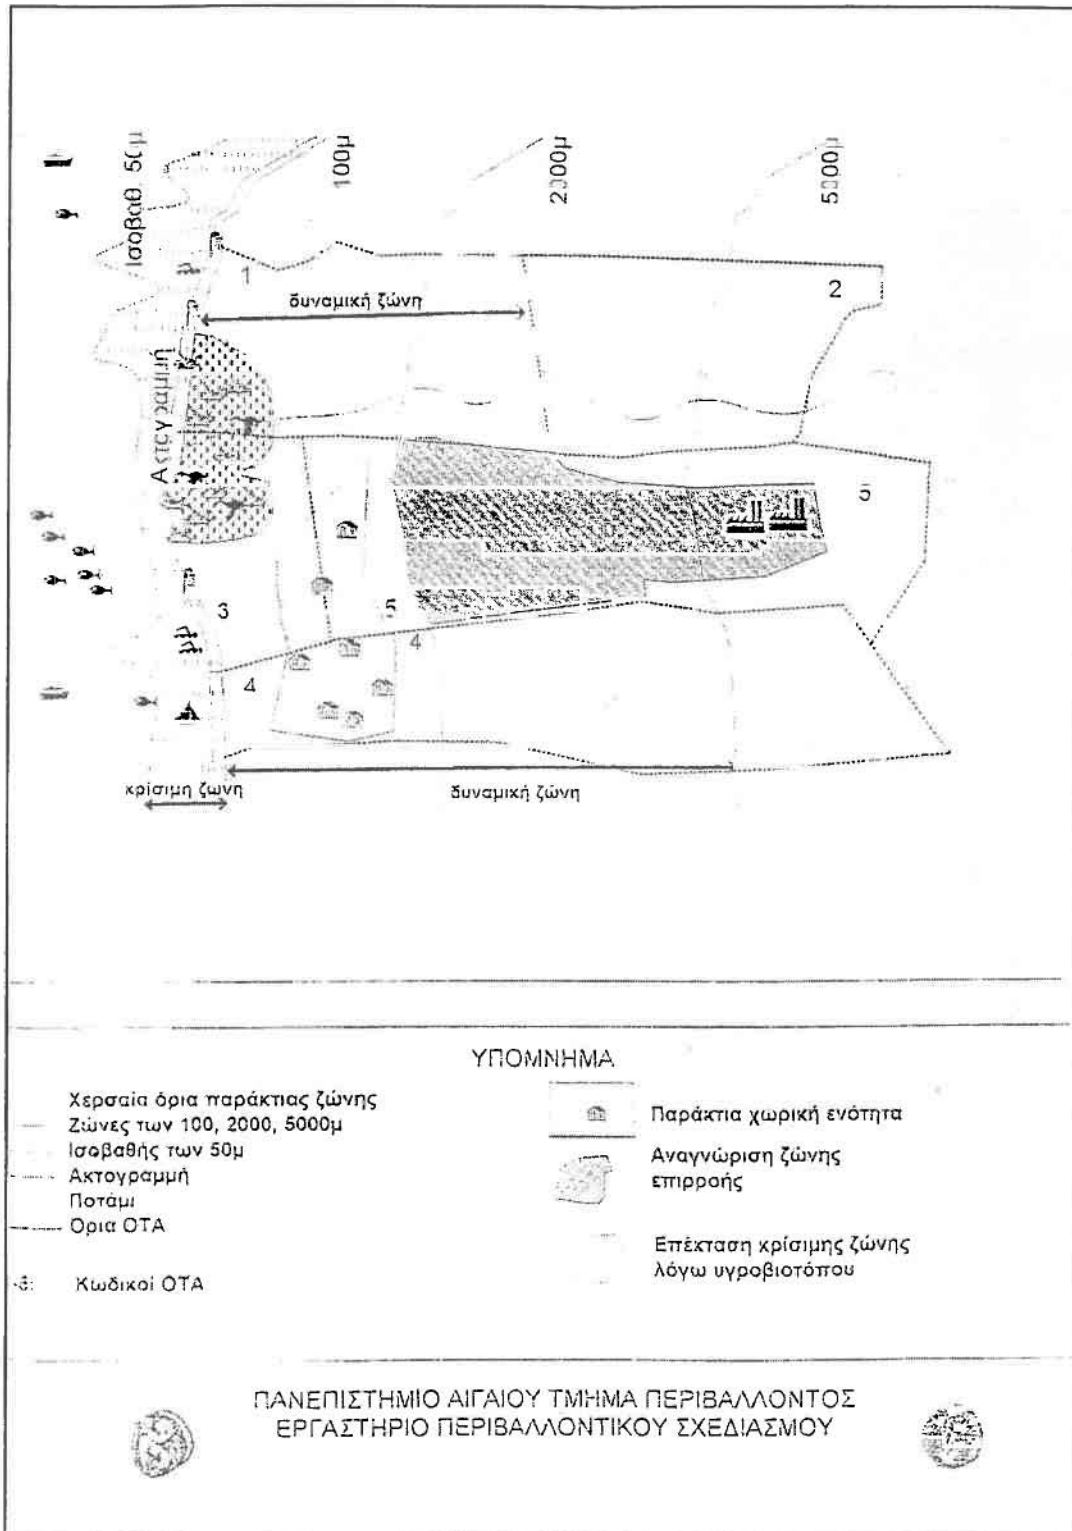 Ισοβαθ. 50μ
100μ
2000μ
5000μ
1
2
δυναμική ζώνη
Ακτογραμμή
5
3
5
4
4
κρίσιμη ζώνη
δυναμική ζώνη
ΥΠΟΜΝΗΜΑ
Χερσαία όρια παράκτιας ζώνης
Ζώνες των 100, 2000, 5000μ
Ισοβαθής των 50μ
Ακτογραμμή
Ποτάμι
Ορια ΟΤΑ
Κωδικοί ΟΤΑ
Παράκτια χωρική ενότητα
Αναγνώριση ζώνης
επιρροής
Επέκταση κρίσιμης ζώνης
λόγω υγροβιοτόπου
ΠΑΝΕΠΙΣΤΗΜΙΟ ΑΙΓΑΙΟΥ ΤΜΗΜΑ ΠΕΡΙΒΑΛΛΟΝΤΟΣ
ΕΡΓΑΣΤΗΡΙΟ ΠΕΡΙΒΑΛΛΟΝΤΙΚΟΥ ΣΧΕΔΙΑΣΜΟΥ